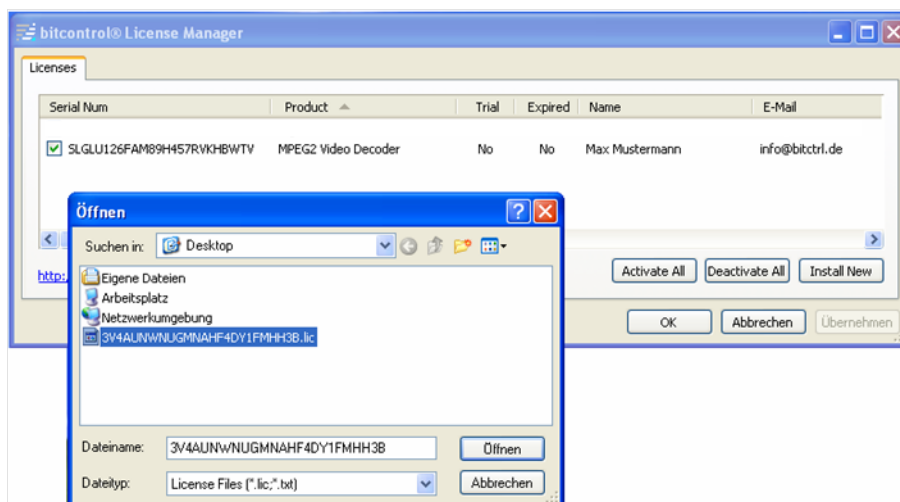 bitcontrol® License Manager
Licenses
Serial Num Product Trial Expired Name E-Mail
SLGLU126FAM89H457RVKHBWTV MPEG2 Video Decoder No No Max Mustermann info@bitctrl.de
Öffnen
Suchen in: Desktop
http:/
Activate All Deactivate All Install New
Eigene Dateien
Arbeitsplatz
Netzwerkumgebung
OK Abbrechen Übernehmen
3V4AUNWNUGMNAHF4DY1FMHH3B.lic
Dateiname: 3V4AUNWNUGMNAHF4DY1FMHH3B Öffnen
Dateityp: License Files (*.lic;*.txt) Abbrechen